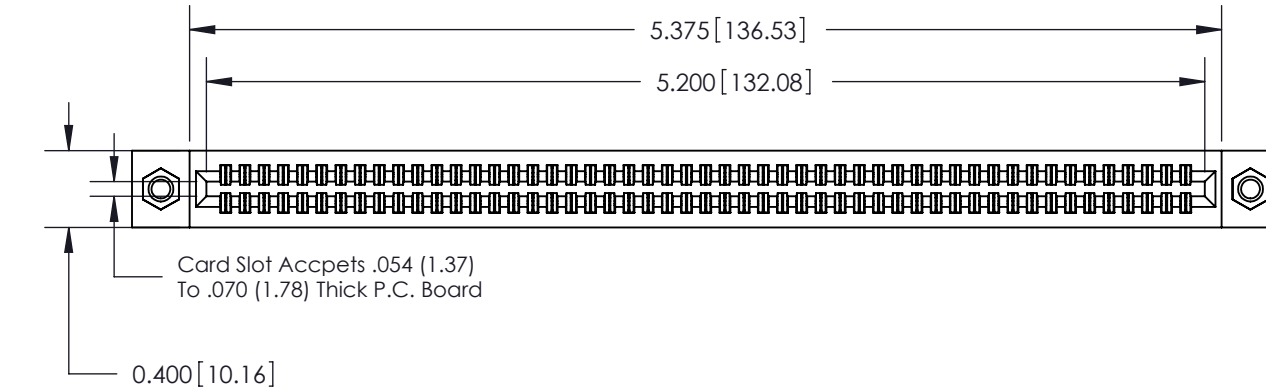 5.375 [136.53]
5.200 [132.08]
Card Slot Accpets .054 (1.37)
To .070 (1.78) Thick P.C. Board
0.400 [10.16]